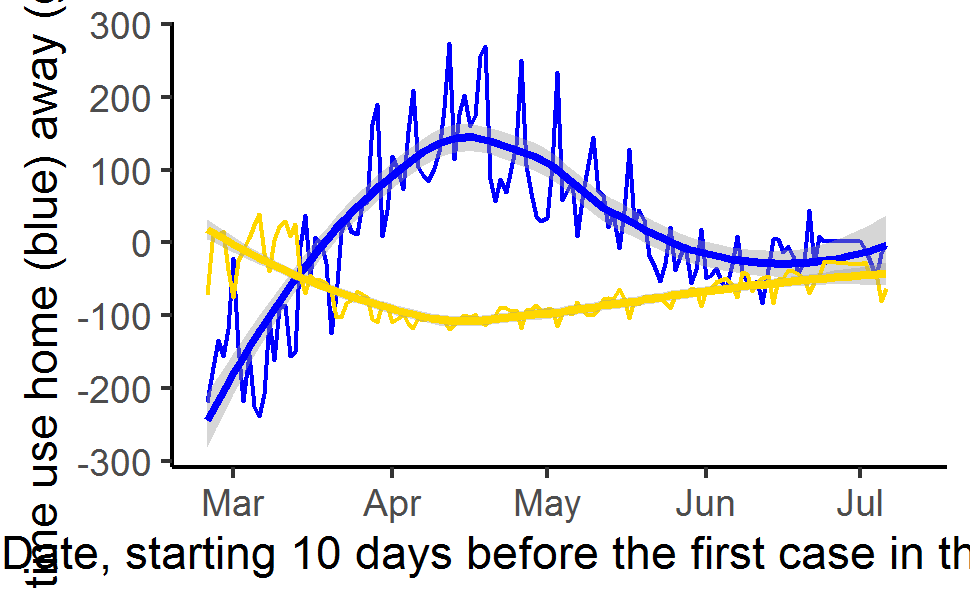 time use home (blue) away (
300
200
100
0
-100
-200
-300
Mar Apr May Jun Jul
Date, starting 10 days before the first case in th